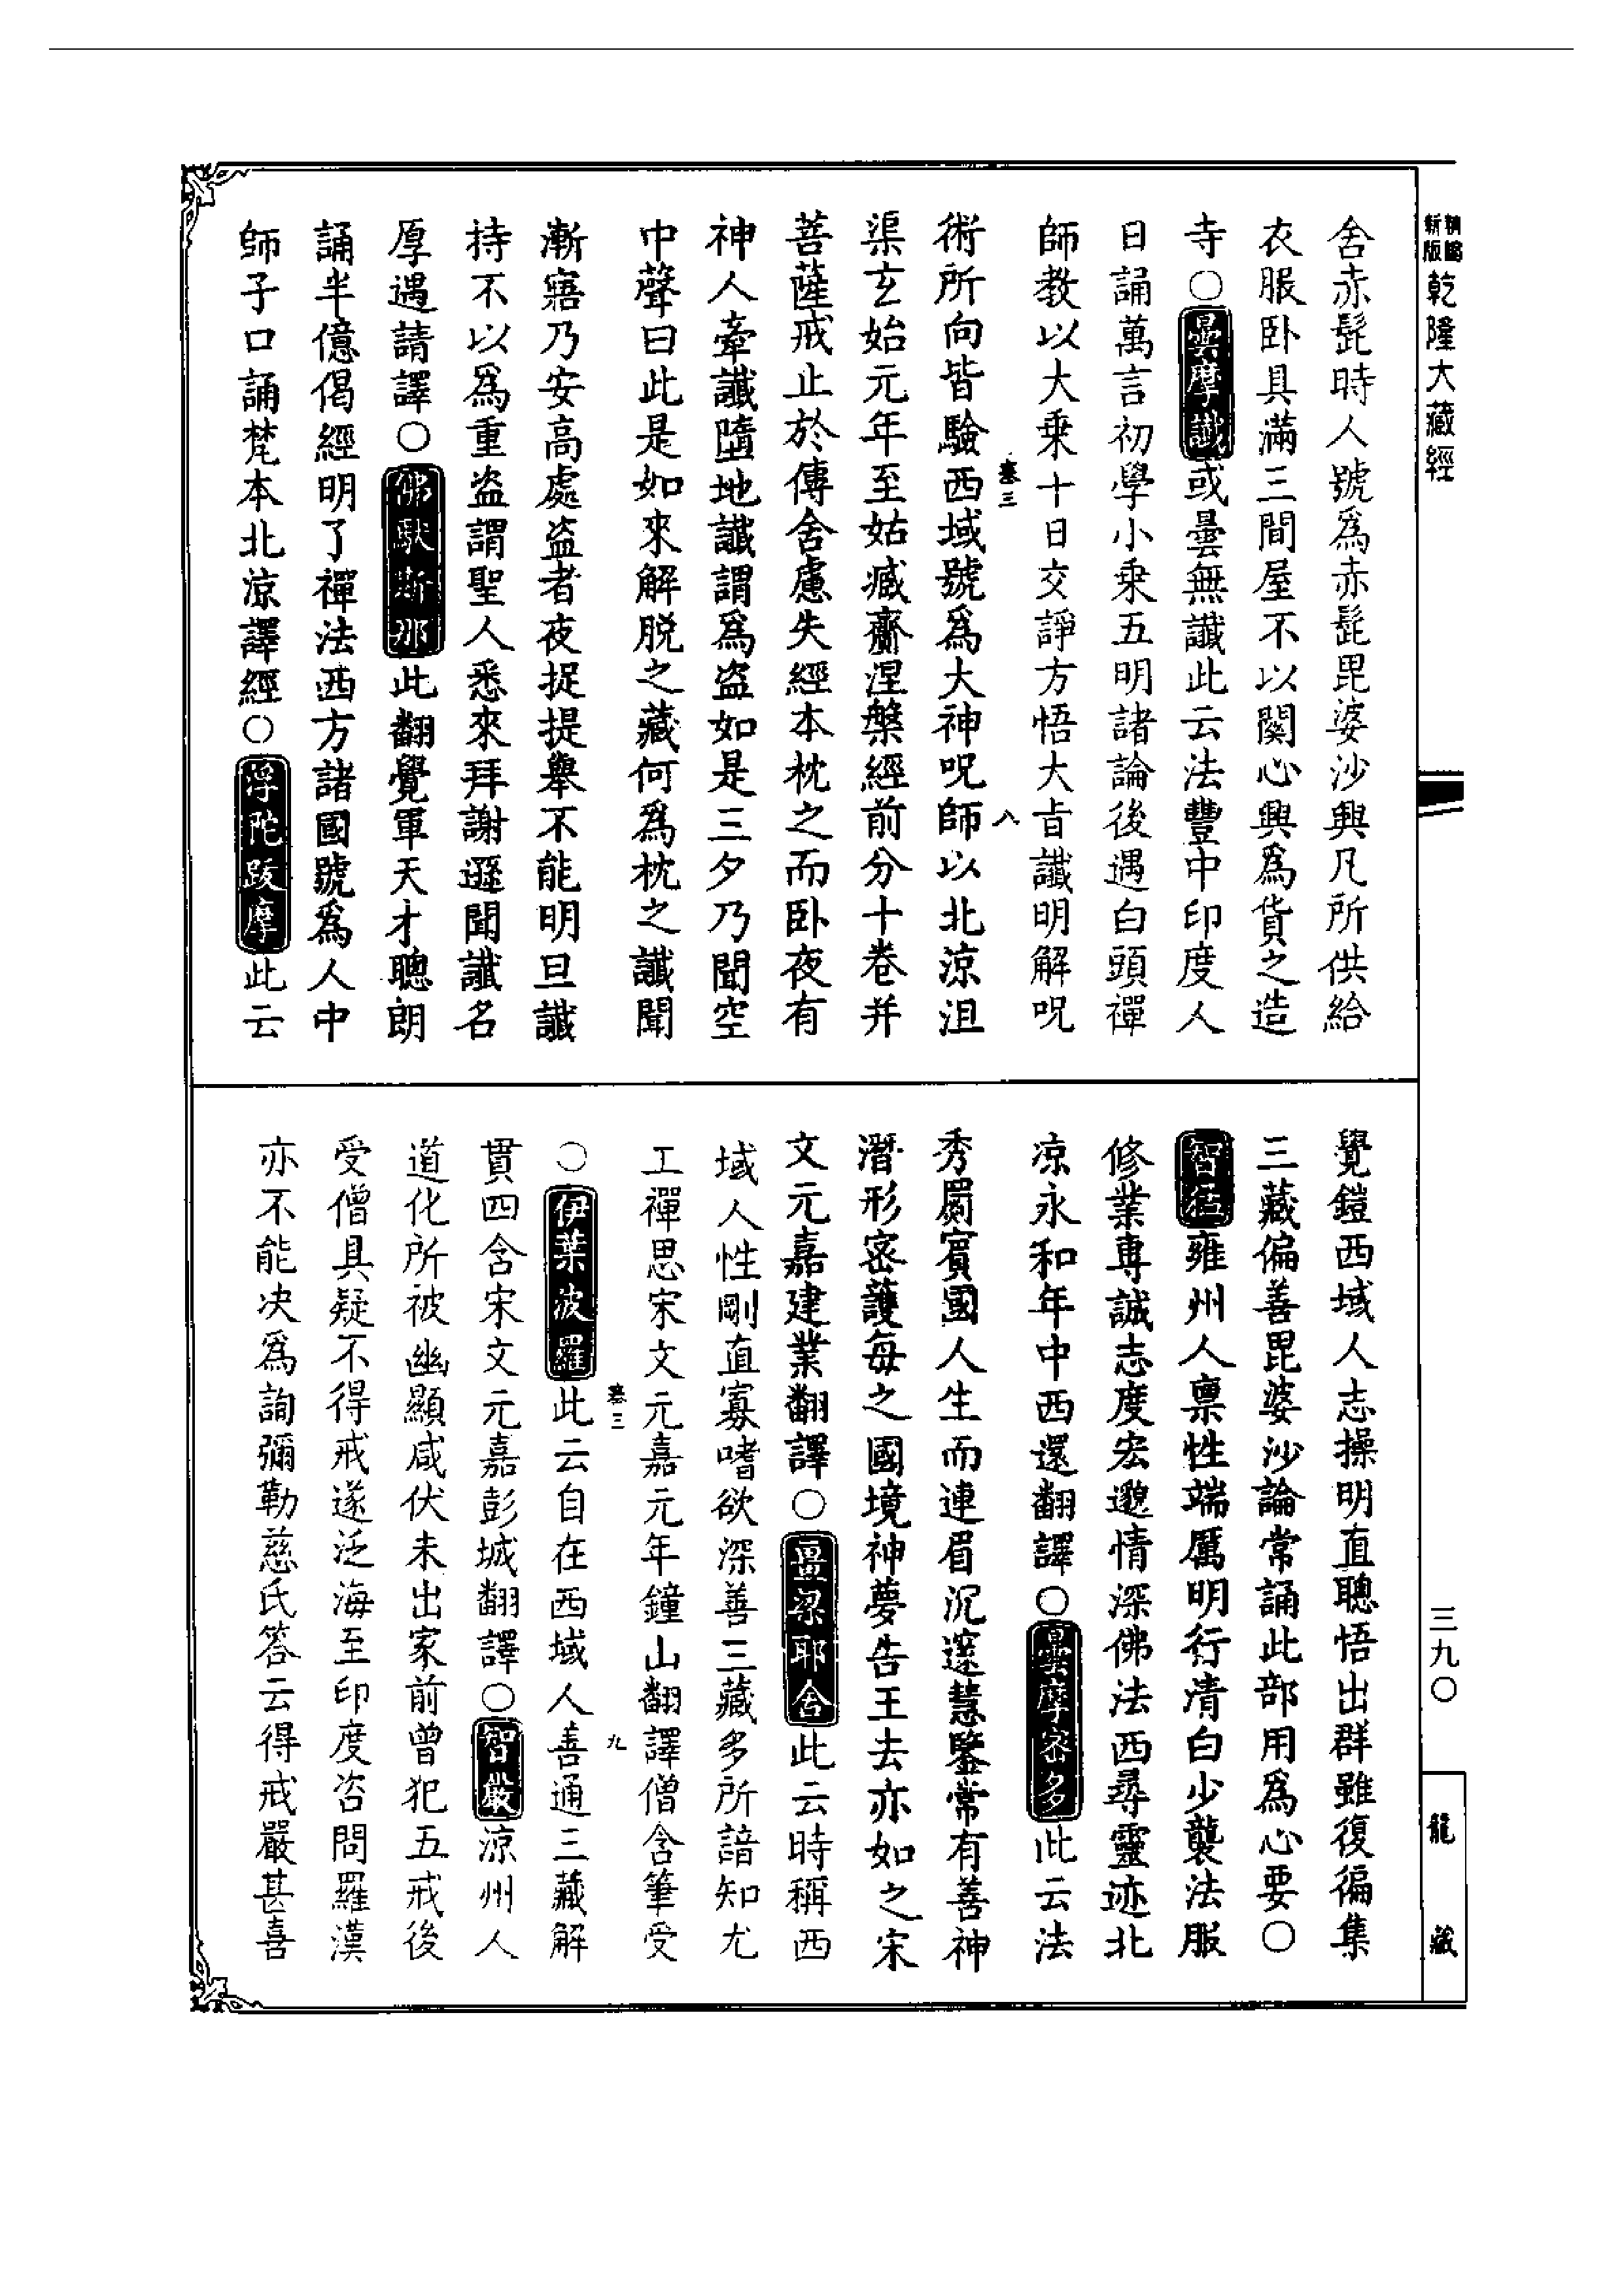 乾隆大藏經
舍赤髭時人號爲赤髭毘婆沙興凡所供給
衣服卧具滿三間屋不以關心興爲貨之造
寺○曇摩讖或曇無讖此云法豐中印度人
日誦萬言初學小乘五明諸論後遇白頭禪
師教以大乘十日交諍方悟大旨讖明解呪
八
術所向皆驗西域號爲大神呪師以北涼沮
渠玄始元年至姑臧齋涅槃經前分十卷并
菩薩戒止於傳舍慮失經本枕之而卧夜有
神人牽讖墮地讖謂爲盜如是三夕乃聞空
中聲曰此是如來解脱之藏何爲枕之讖聞
漸寤乃安高處盜者夜捉提舉不能明旦讖
持不以爲重盜謂聖人悉來拜謝遜聞讖名
厚遇請譯○佛馱斯那此翻覺軍天才聰朗
誦半億偈經明了禪法西方諸國號爲人中
師子口誦梵本北涼譯經○浮陀跋摩此云
覺鎧西域人志操明直聰悟出群雖復徧集
三藏偏善毘婆沙論常誦此部用爲心要○
智猛雍州人稟性端厲明行清白少襲法服
修業專誠志度宏邈情深佛法西尋靈迹北
凉永和年中西還翻譯○曇摩密多此云法
秀罽賓國人生而連眉沉邃慧鑒常有善神
潛形密護每之國境神夢告王去亦如之宋
文元嘉建業翻譯○畺梁耶舍此云時稱西
域人性剛直寡嗜欲深善三藏多所諳知尤
工禪思宋文元嘉元年鐘山翻譯僧含筆受
九
○伊葉波羅此云自在西域人善通三藏解
貫四含宋文元嘉彭城翻譯○智嚴涼州人
道化所被幽顯咸伏未出家前曾犯五戒後
受僧具疑不得戒遂泛海至印度咨問羅漢
亦不能决爲詢彌勒慈氏答云得戒嚴甚喜
三九○
龍藏